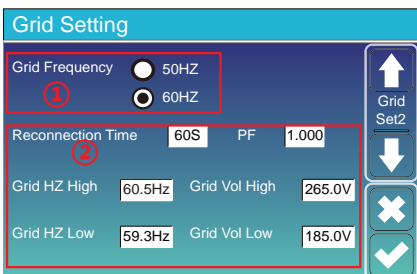 Grid Setting
Grid Frequency 50HZ
① 60HZ
Grid
Set2
Reconnection Time 60S PF 1.000
②
Grid HZ High 60.5Hz Grid Vol High 265.0V
Grid HZ Low 59.3Hz Grid Vol Low 185.0V